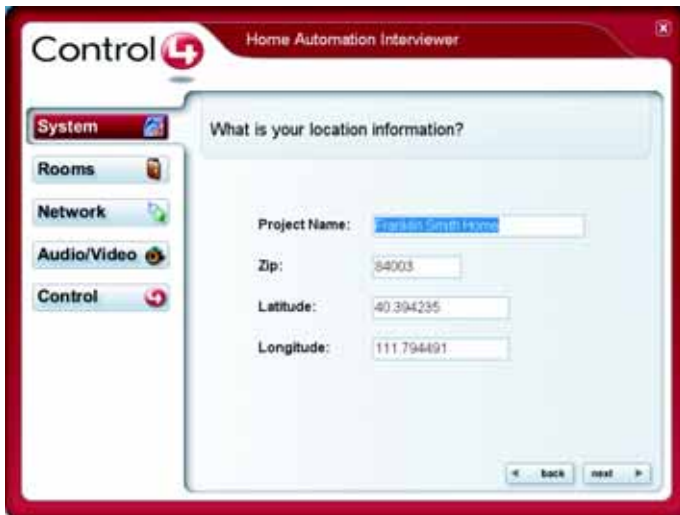 Control4
Home Automation Interviewer
System
Rooms
Network
Audio/Video
Control
What is your location information?
Project Name: Franklin Smith Home
Zip: 84003
Latitude: 40.394235
Longitude: 111.794491
back
next